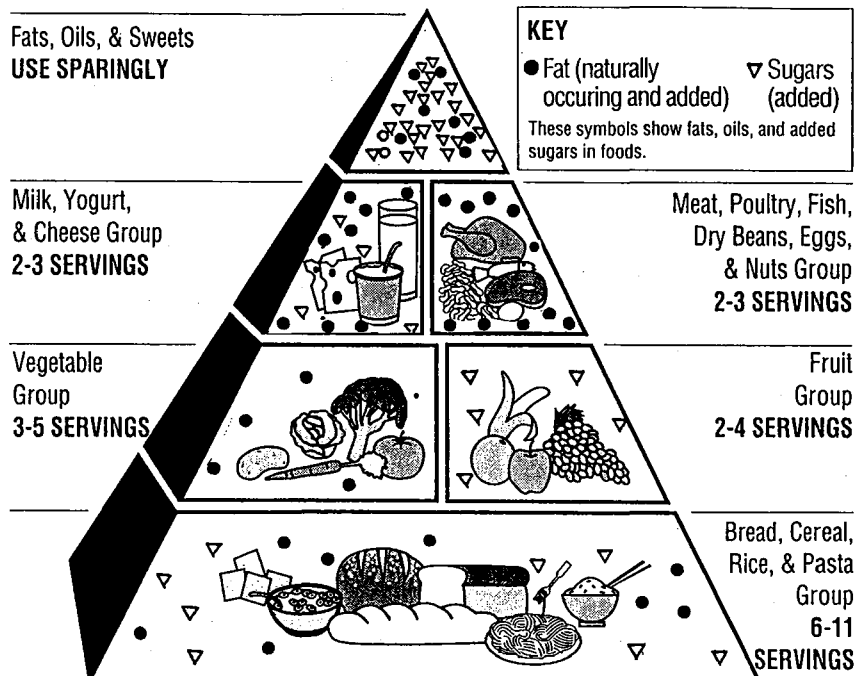 Fats, Oils, & Sweets
USE SPARINGLY
KEY
● Fat (naturally occuring and added)
▽ Sugars (added)
These symbols show fats, oils, and added
sugars in foods.
Milk, Yogurt,
& Cheese Group
2-3 SERVINGS
Meat, Poultry, Fish,
Dry Beans, Eggs,
& Nuts Group
2-3 SERVINGS
Vegetable
Group
3-5 SERVINGS
Fruit
Group
2-4 SERVINGS
Bread, Cereal,
Rice, & Pasta
Group
6-11
SERVINGS